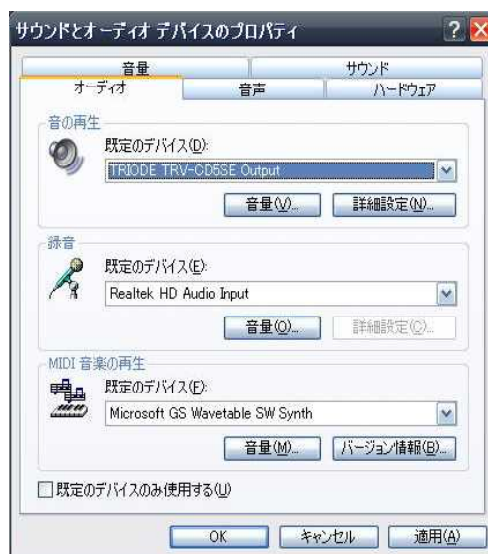 サウンドとオーディオ デバイスのプロパティ
音量 サウンド
オーディオ 音声 ハードウェア
音の再生
既定のデバイス(D):
TRIODE TRV-CD5SE Output
音量(V)... 詳細設定(N)...
録音
既定のデバイス(E):
Realtek HD Audio Input
音量(O)... 詳細設定(C)...
MIDI 音楽の再生
既定のデバイス(F):
Microsoft GS Wavetable SW Synth
音量(M)... バージョン情報(B)...
既定のデバイスのみ使用する(U)
OK キャンセル 適用(A)